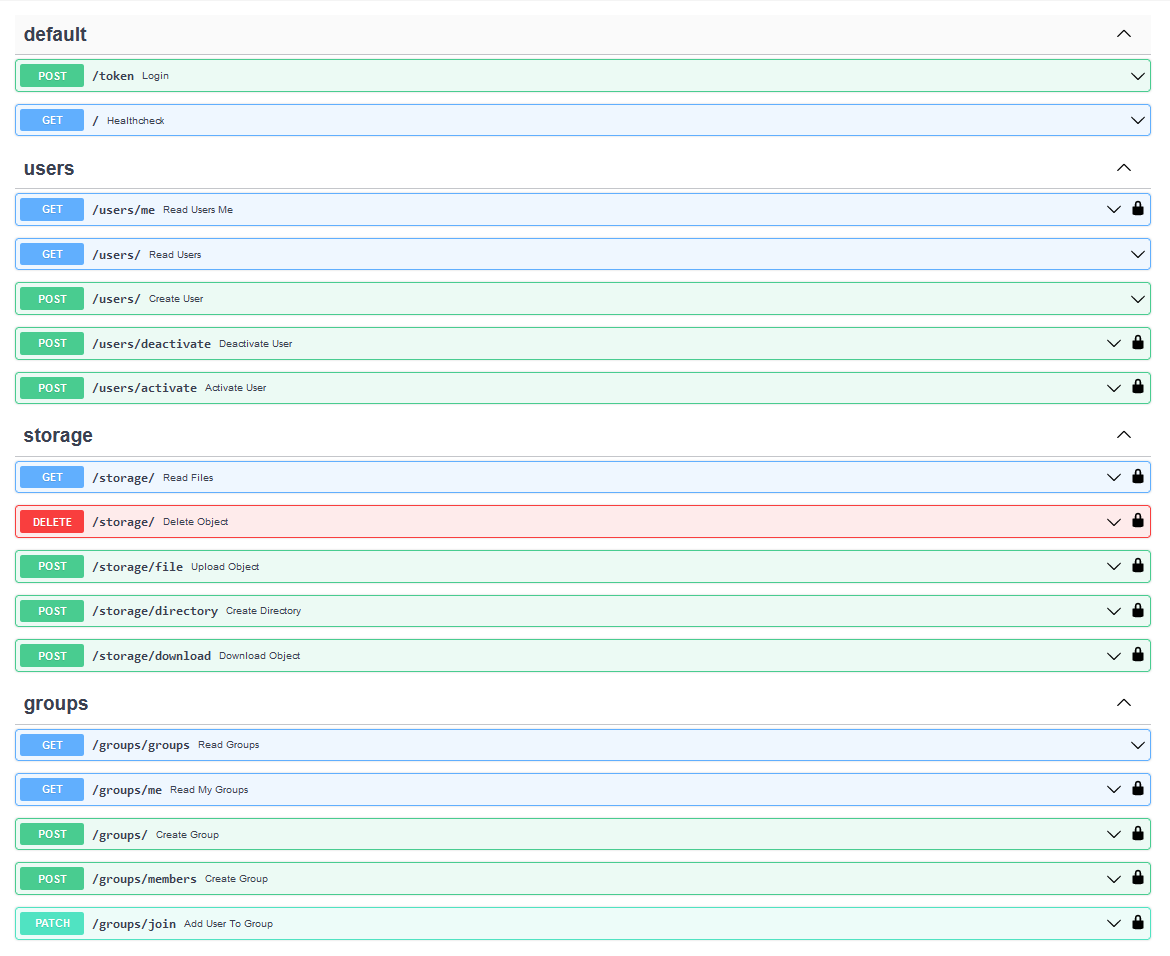 default
POST /token Login
GET / Healthcheck
users
GET /users/me Read Users Me
GET /users/ Read Users
POST /users/ Create User
POST /users/deactivate Deactivate User
POST /users/activate Activate User
storage
GET /storage/ Read Files
DELETE /storage/ Delete Object
POST /storage/file Upload Object
POST /storage/directory Create Directory
POST /storage/download Download Object
groups
GET /groups/groups Read Groups
GET /groups/me Read My Groups
POST /groups/ Create Group
POST /groups/members Create Group
PATCH /groups/join Add User To Group